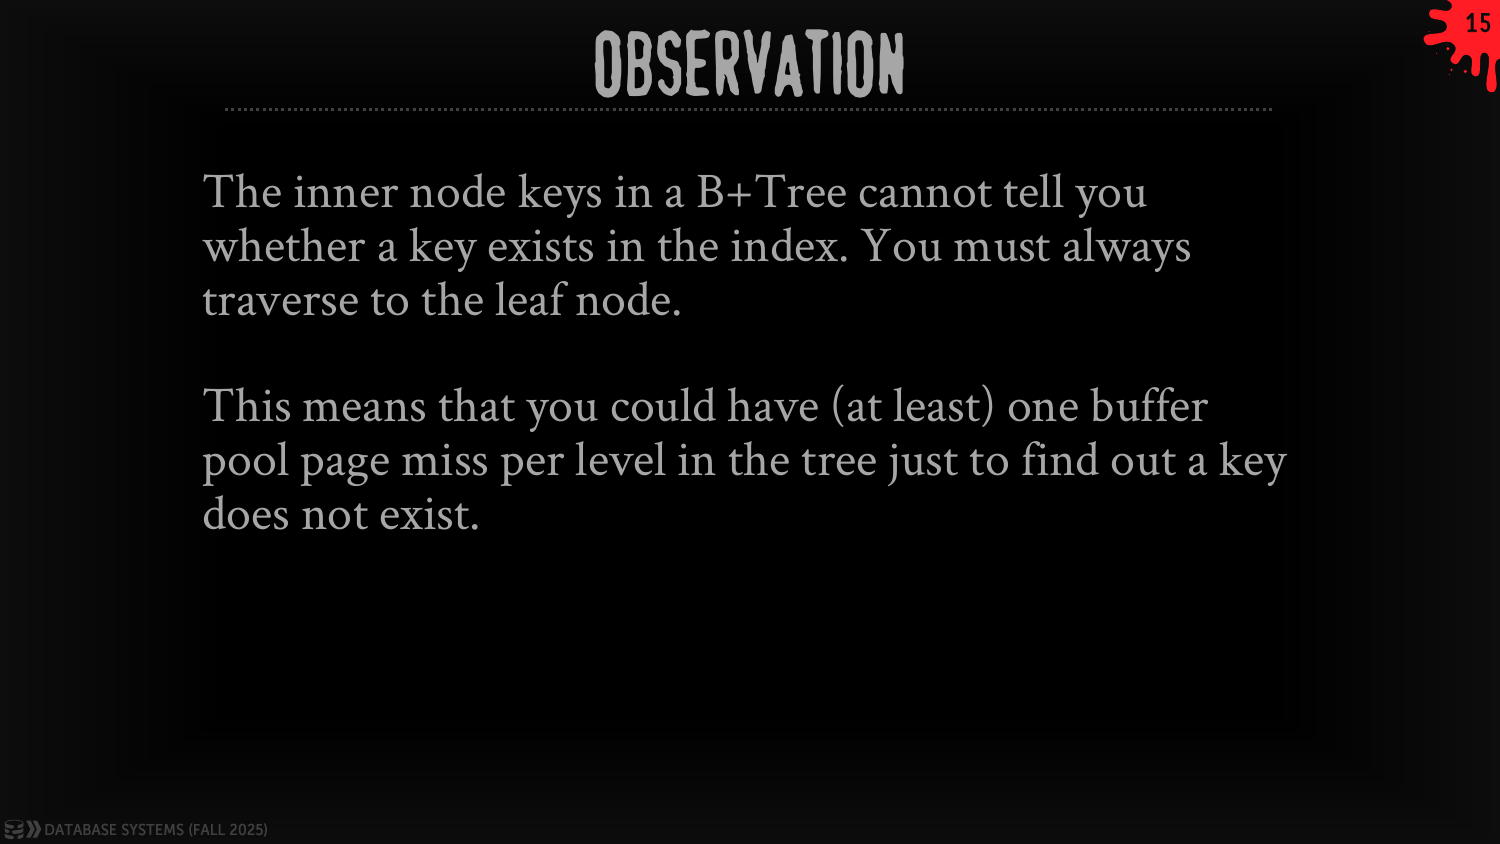 OBSERVATION
15
The inner node keys in a B+Tree cannot tell you
whether a key exists in the index. You must always
traverse to the leaf node.
This means that you could have (at least) one buffer
pool page miss per level in the tree just to find out a key
does not exist.
DATABASE SYSTEMS (FALL 2025)